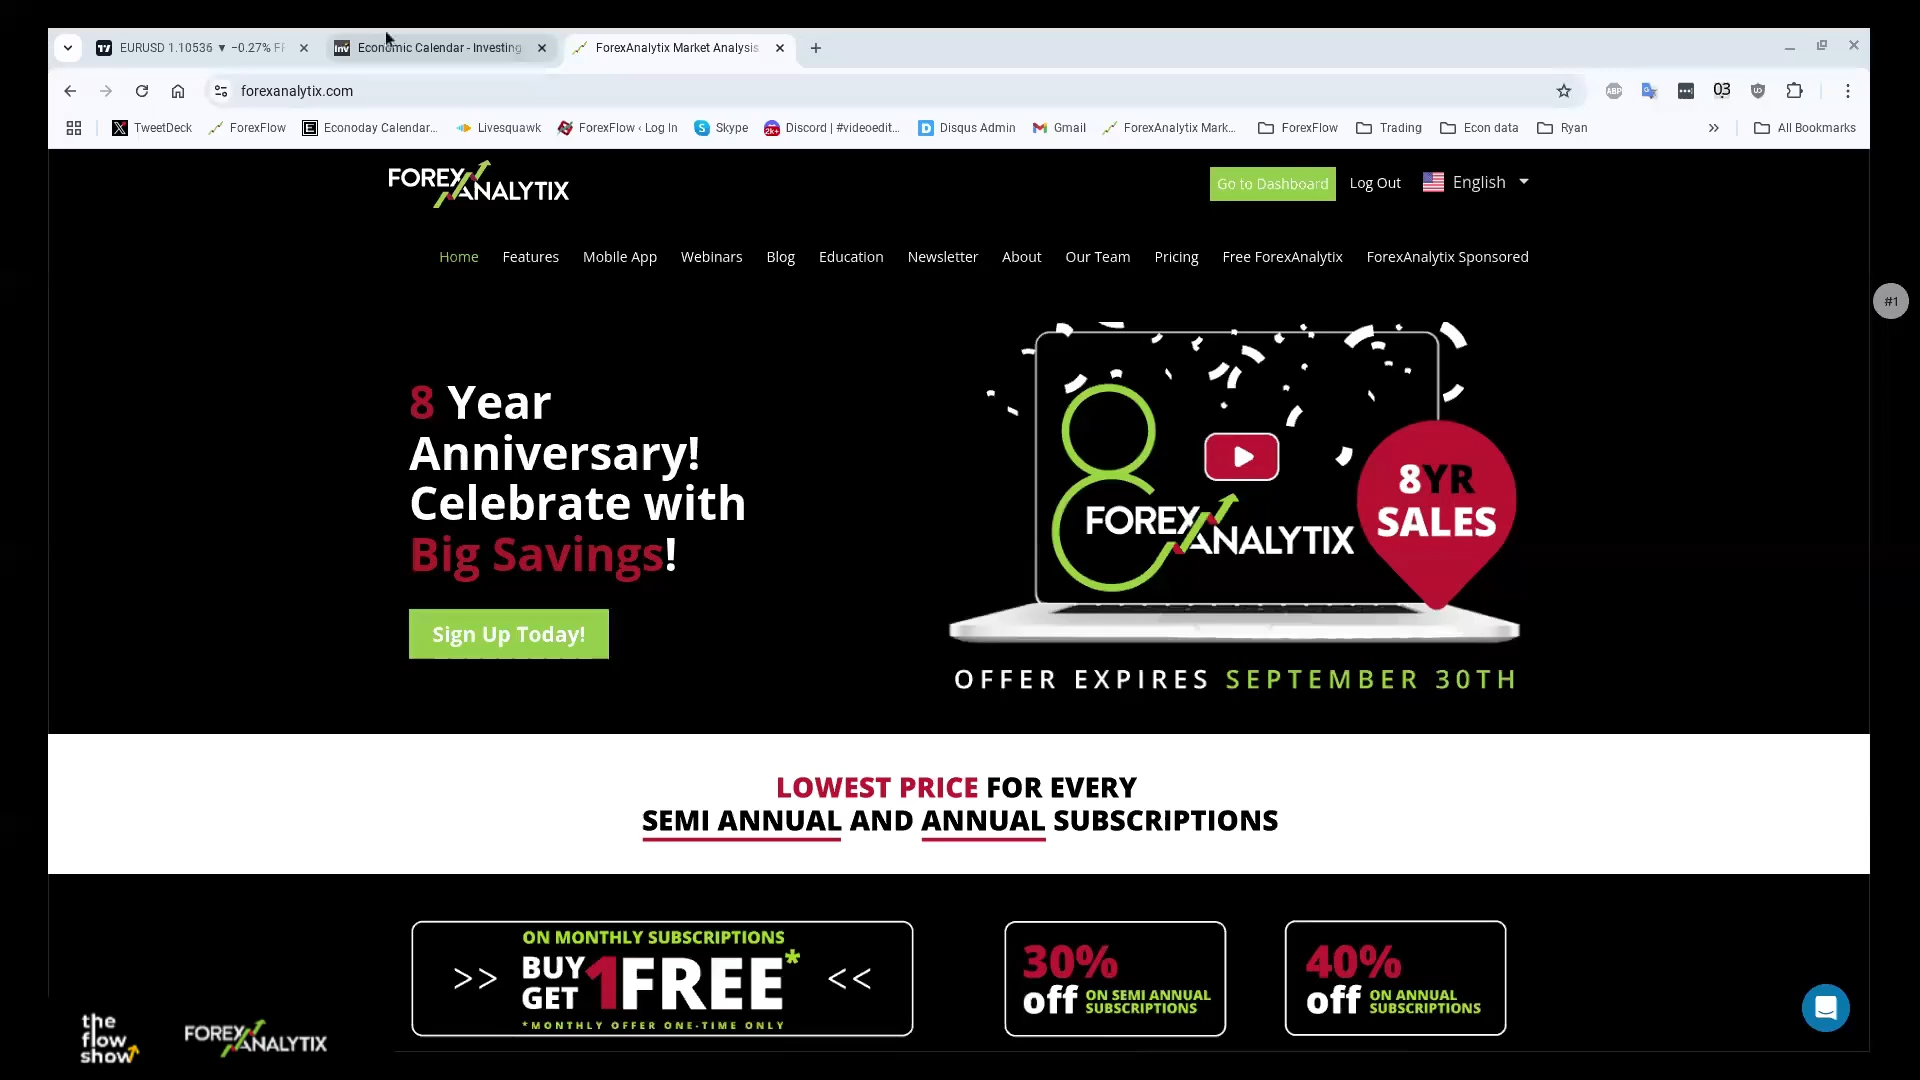 EURUSD 1.10536 ▼ −0.27%
Economic Calendar - Investing
ForexAnalytix Market Analysis
forexanalytix.com
ABP
03
TweetDeck
ForexFlow
Econoday Calendar...
Livesquawk
ForexFlow ‹ Log In
2k+
Skype
Discord | #videoedit...
Disqus Admin
Gmail
ForexAnalytix Mark...
ForexFlow
Trading
Econ data
Ryan
»
All Bookmarks
FOREXANALYTIX
Go to Dashboard
Log Out
English
Home
Features
Mobile App
Webinars
Blog
Education
Newsletter
About
Our Team
Pricing
Free ForexAnalytix
ForexAnalytix Sponsored
#1
8 Year
Anniversary!
Celebrate with
Big Savings!
Sign Up Today!
8
FOREXANALYTIX
8YR
SALES
OFFER EXPIRES SEPTEMBER 30TH
LOWEST PRICE FOR EVERY
SEMI ANNUAL AND ANNUAL SUBSCRIPTIONS
ON MONTHLY SUBSCRIPTIONS
>> BUY 1 GET 1 FREE* <<
*MONTHLY OFFER ONE-TIME ONLY
30%
off ON SEMI ANNUAL
SUBSCRIPTIONS
40%
off ON ANNUAL
SUBSCRIPTIONS
the
flow
show
FOREXANALYTIX